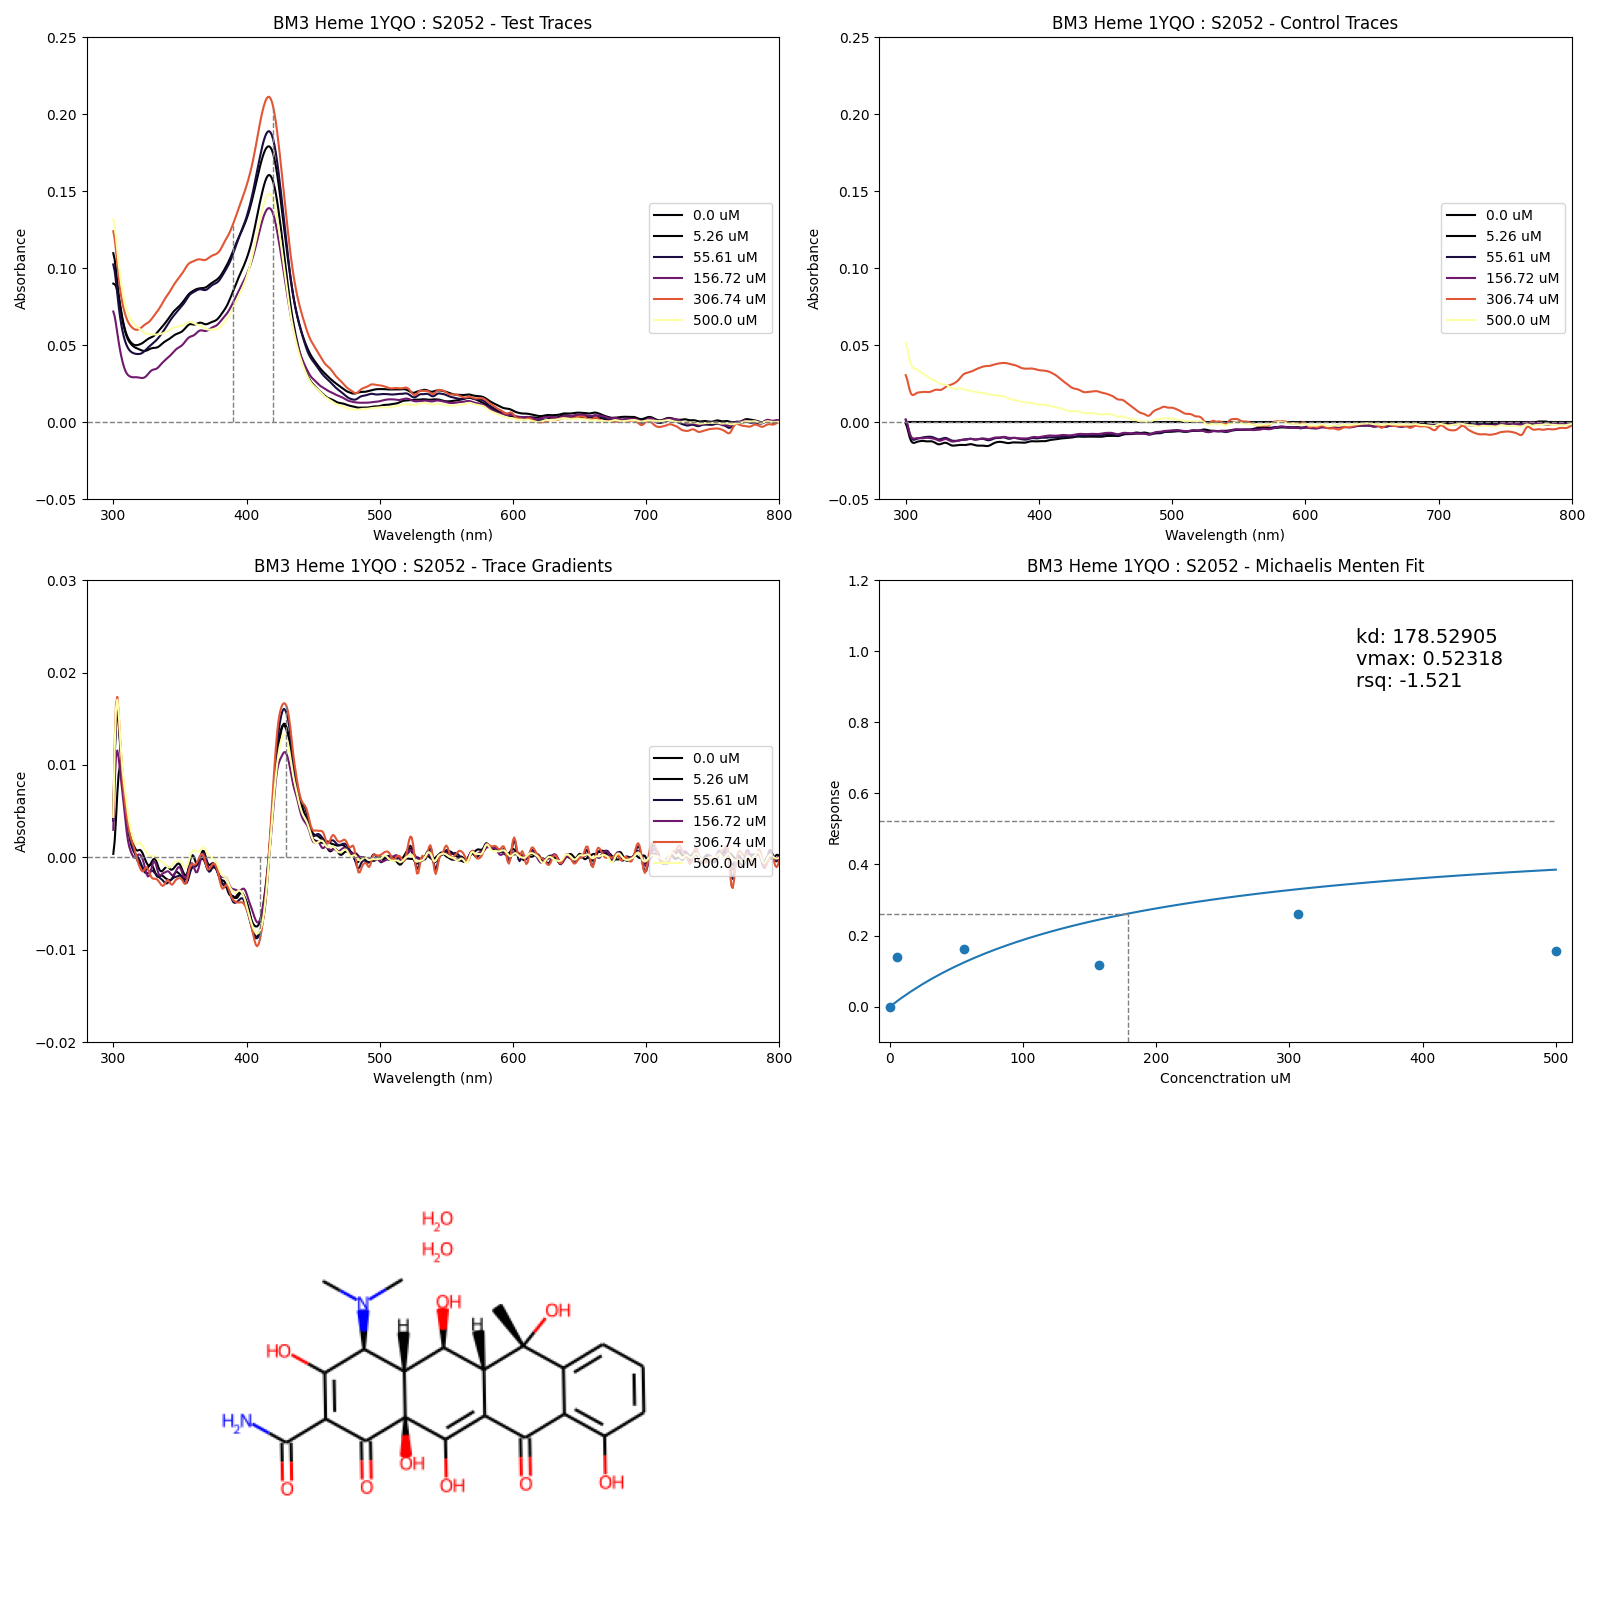 BM3 Heme 1YQO : S2052 - Test Traces
Absorbance
0.25
0.20
0.15
0.10
0.05
0.00
−0.05
300
400
500
600
700
800
Wavelength (nm)
0.0 uM
5.26 uM
55.61 uM
156.72 uM
306.74 uM
500.0 uM
BM3 Heme 1YQO : S2052 - Control Traces
Absorbance
0.25
0.20
0.15
0.10
0.05
0.00
−0.05
300
400
500
600
700
800
Wavelength (nm)
0.0 uM
5.26 uM
55.61 uM
156.72 uM
306.74 uM
500.0 uM
BM3 Heme 1YQO : S2052 - Trace Gradients
Absorbance
0.03
0.02
0.01
0.00
−0.01
−0.02
300
400
500
600
700
800
Wavelength (nm)
0.0 uM
5.26 uM
55.61 uM
156.72 uM
306.74 uM
500.0 uM
BM3 Heme 1YQO : S2052 - Michaelis Menten Fit
Response
1.2
1.0
0.8
0.6
0.4
0.2
0.0
0
100
200
300
400
500
Concenctration uM
kd: 178.52905
vmax: 0.52318
rsq: -1.521
H2O
H2O
N
OH
OH
H
H
HO
H2N
O
O
OH
OH
O
OH